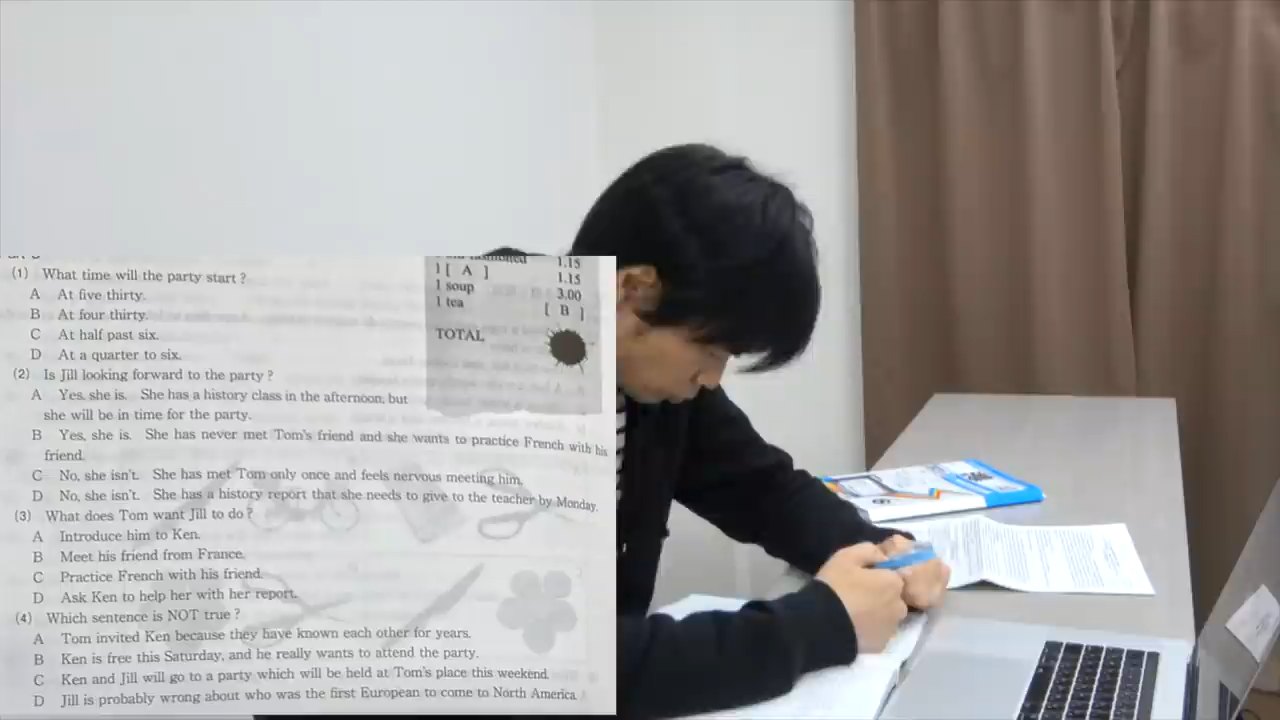 (1) What time will the party start ?
A At five thirty.
B At four thirty.
C At half past six.
D At a quarter to six.
(2) Is Jill looking forward to the party ?
A Yes, she is. She has a history class in the afternoon, but
she will be in time for the party.
B Yes, she is. She has never met Tom's friend and she wants to practice French with his
friend.
C No, she isn't. She has met Tom only once and feels nervous meeting him.
D No, she isn't. She has a history report that she needs to give to the teacher by Monday.
(3) What does Tom want Jill to do ?
A Introduce him to Ken.
B Meet his friend from France.
C Practice French with his friend.
D Ask Ken to help her with her report.
(4) Which sentence is NOT true ?
A Tom invited Ken because they have known each other for years.
B Ken is free this Saturday, and he really wants to attend the party.
C Ken and Jill will go to a party which will be held at Tom's place this weekend.
D Jill is probably wrong about who was the first European to come to North America.
1.15
1 [ A ] 1.15
1 soup 3.00
1 tea [ B ]
TOTAL